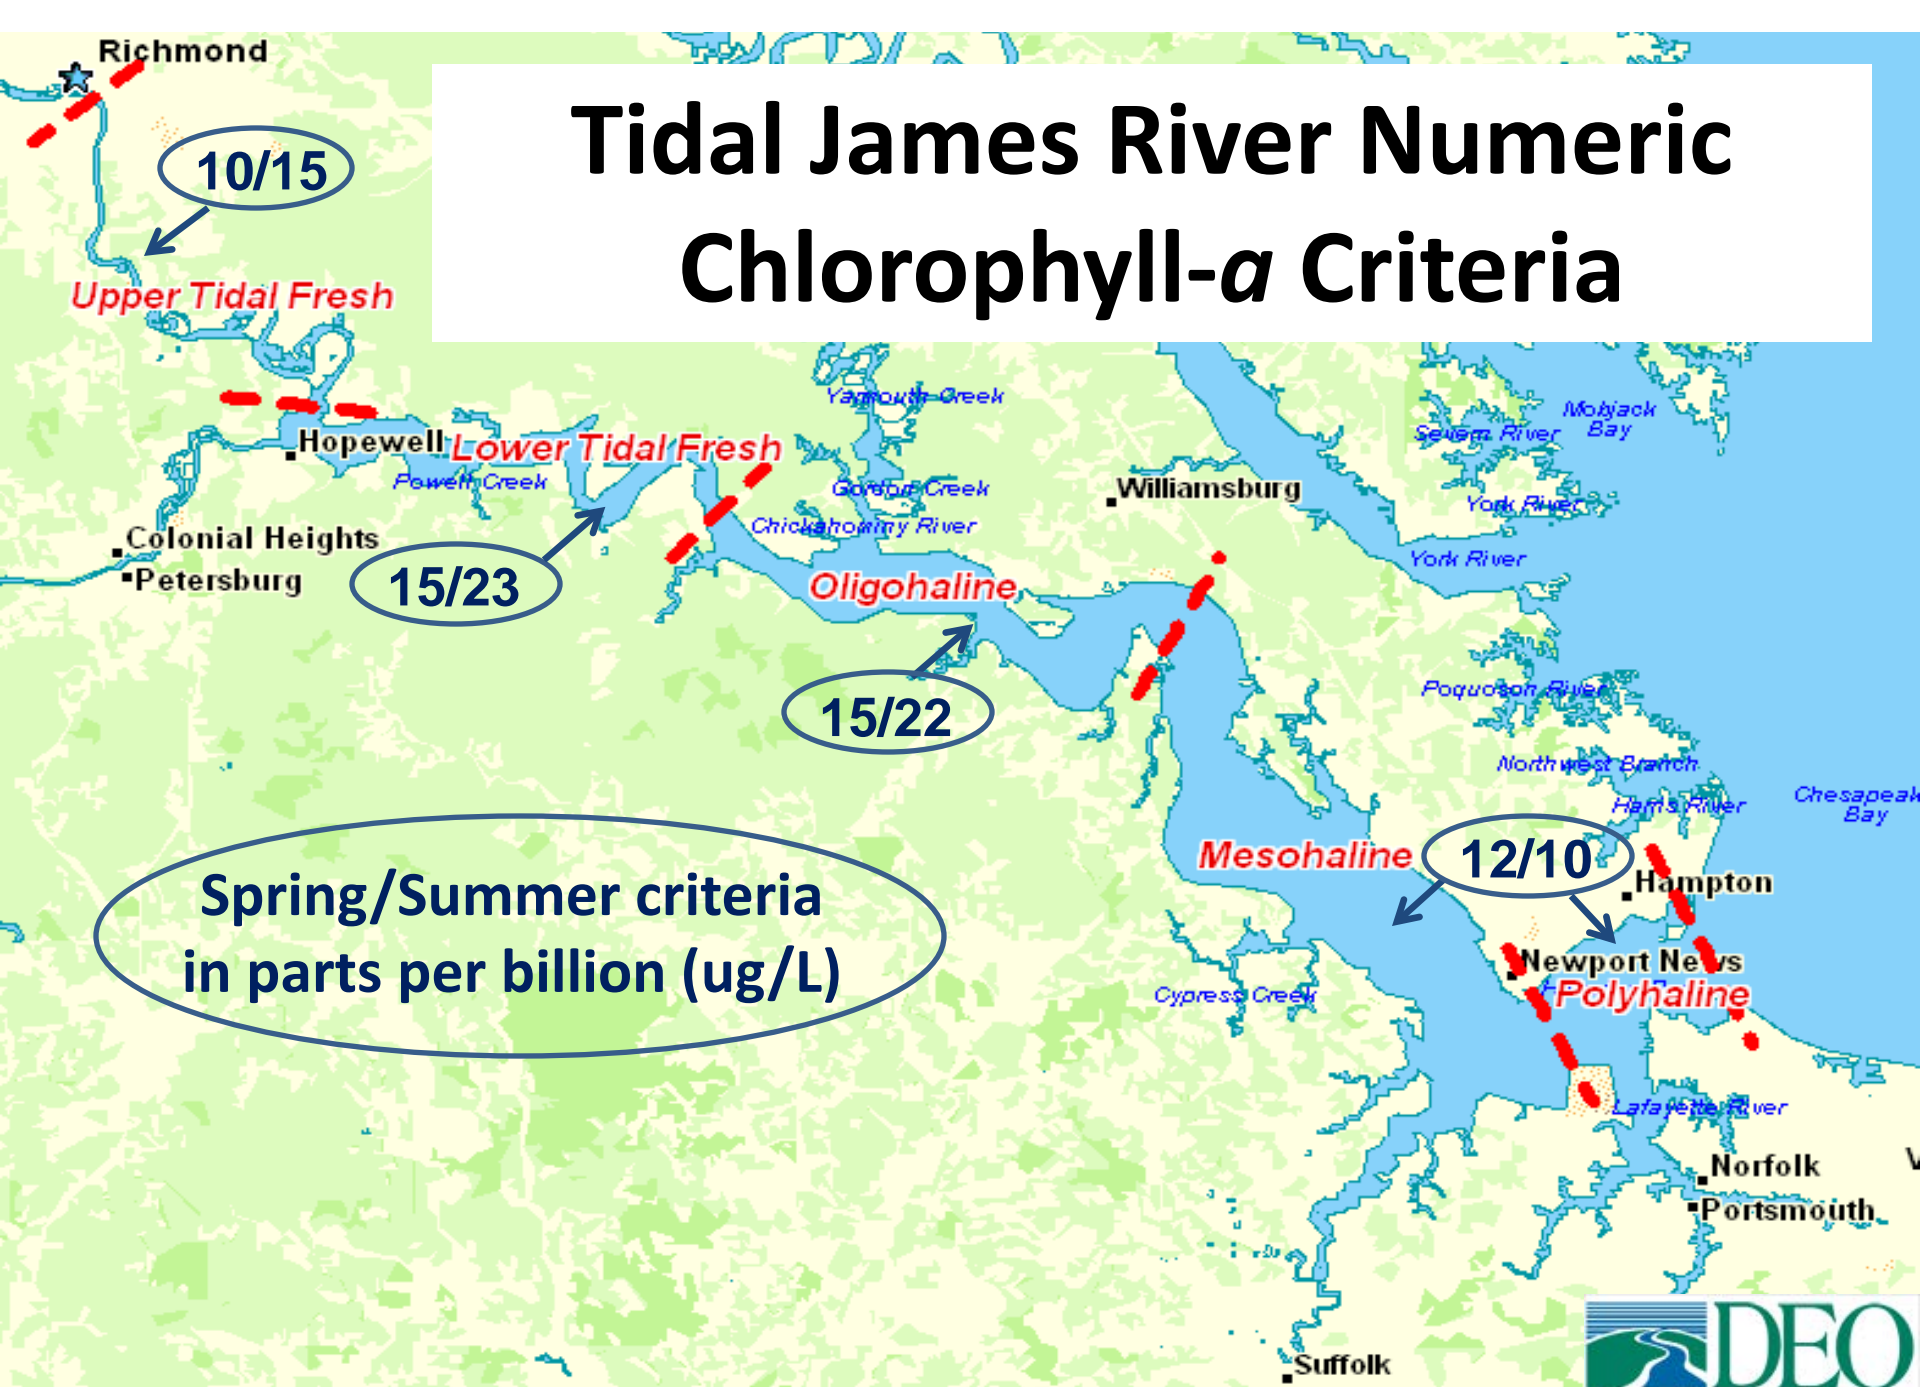 Richmond
Tidal James River Numeric
Chlorophyll-a Criteria
10/15
Upper Tidal Fresh
Yarmouth Creek
Mobjack
Bay
Severn River
Hopewell
Lower Tidal Fresh
Powell Creek
Gordon Creek
Williamsburg
York River
Chickahominy River
Colonial Heights
York River
Petersburg
15/23
Oligohaline
15/22
Poquoson River
Northwest Branch
Harris River
Chesapeak
Bay
Mesohaline
12/10
Hampton
Spring/Summer criteria
in parts per billion (ug/L)
Newport News
Polyhaline
Cypress Creek
Lafayette River
Norfolk
V
Portsmouth
Suffolk
DEQ